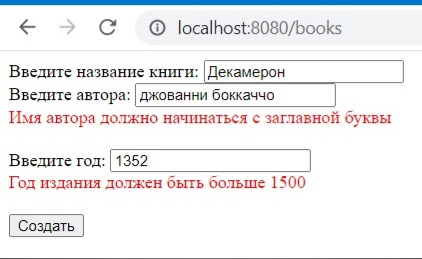 localhost:8080/books
Введите название книги: Декамерон
Введите автора: джованни боккаччо
Имя автора должно начинаться с заглавной буквы
Введите год: 1352
Год издания должен быть больше 1500
Создать